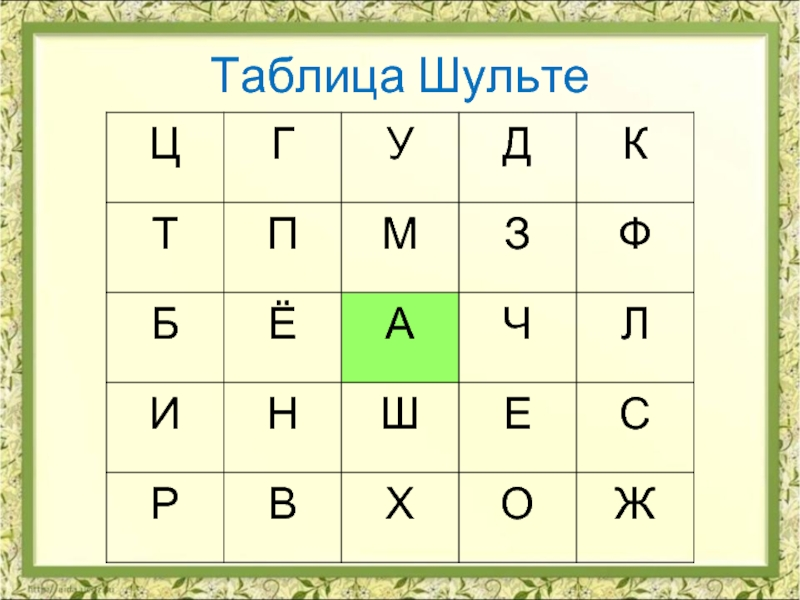 Таблица Шульте
Ц Г У Д К
Т П М З Ф
Б Ё А Ч Л
И Н Ш Е С
Р В Х О Ж